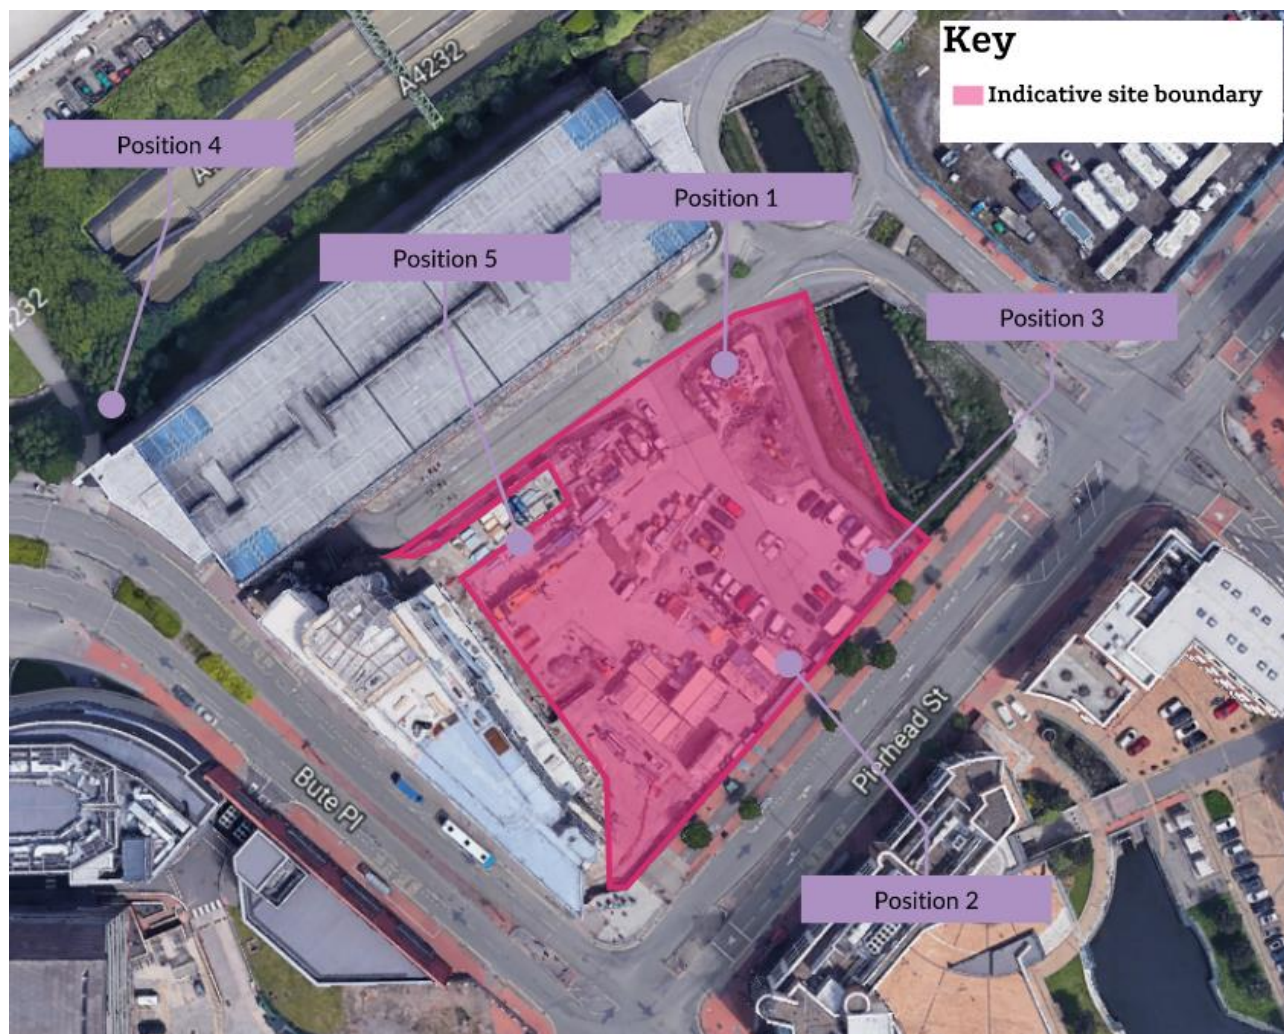 Key
Indicative site boundary
A4232
Position 4
Position 1
Position 5
Position 3
232
Bute Pl
Pierhead St
Position 2